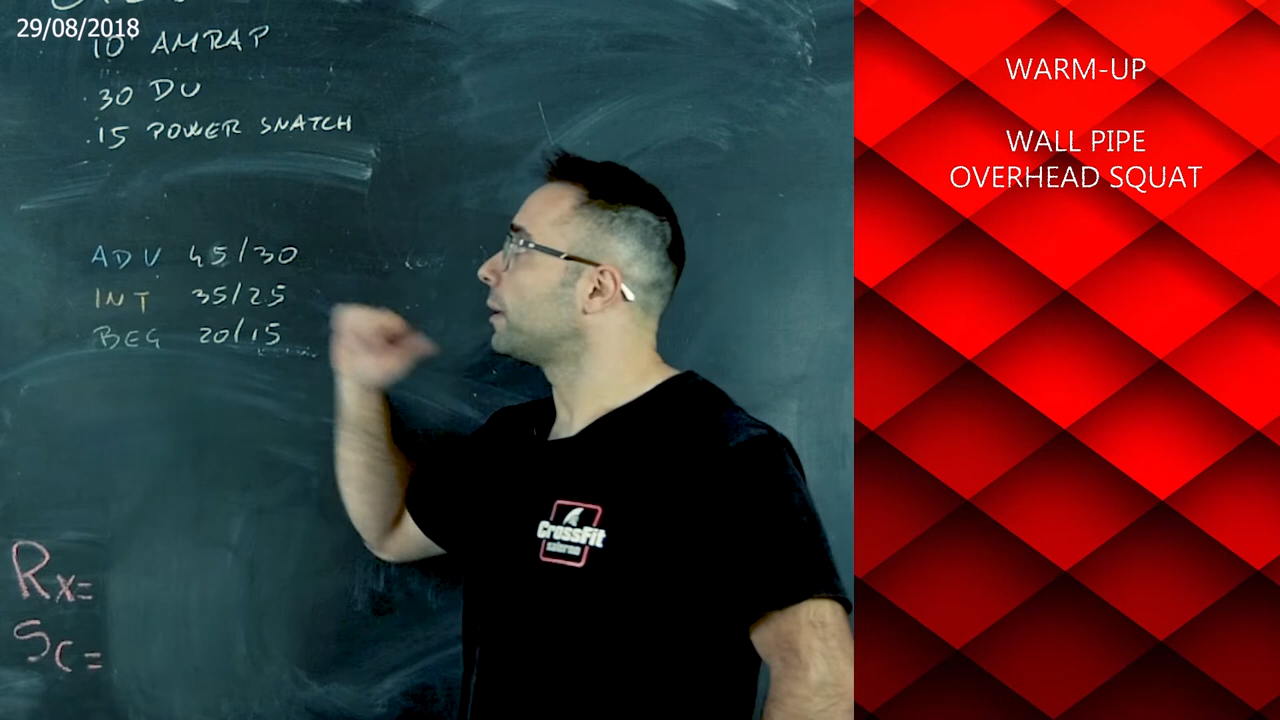 29/08/2018
10' AMRAP
.30 DU
.15 POWER SNATCH
ADV 45/30
INT 35/25
BEG 20/15
Rx=
Sc=
CrossFit
WARM-UP
WALL PIPE
OVERHEAD SQUAT